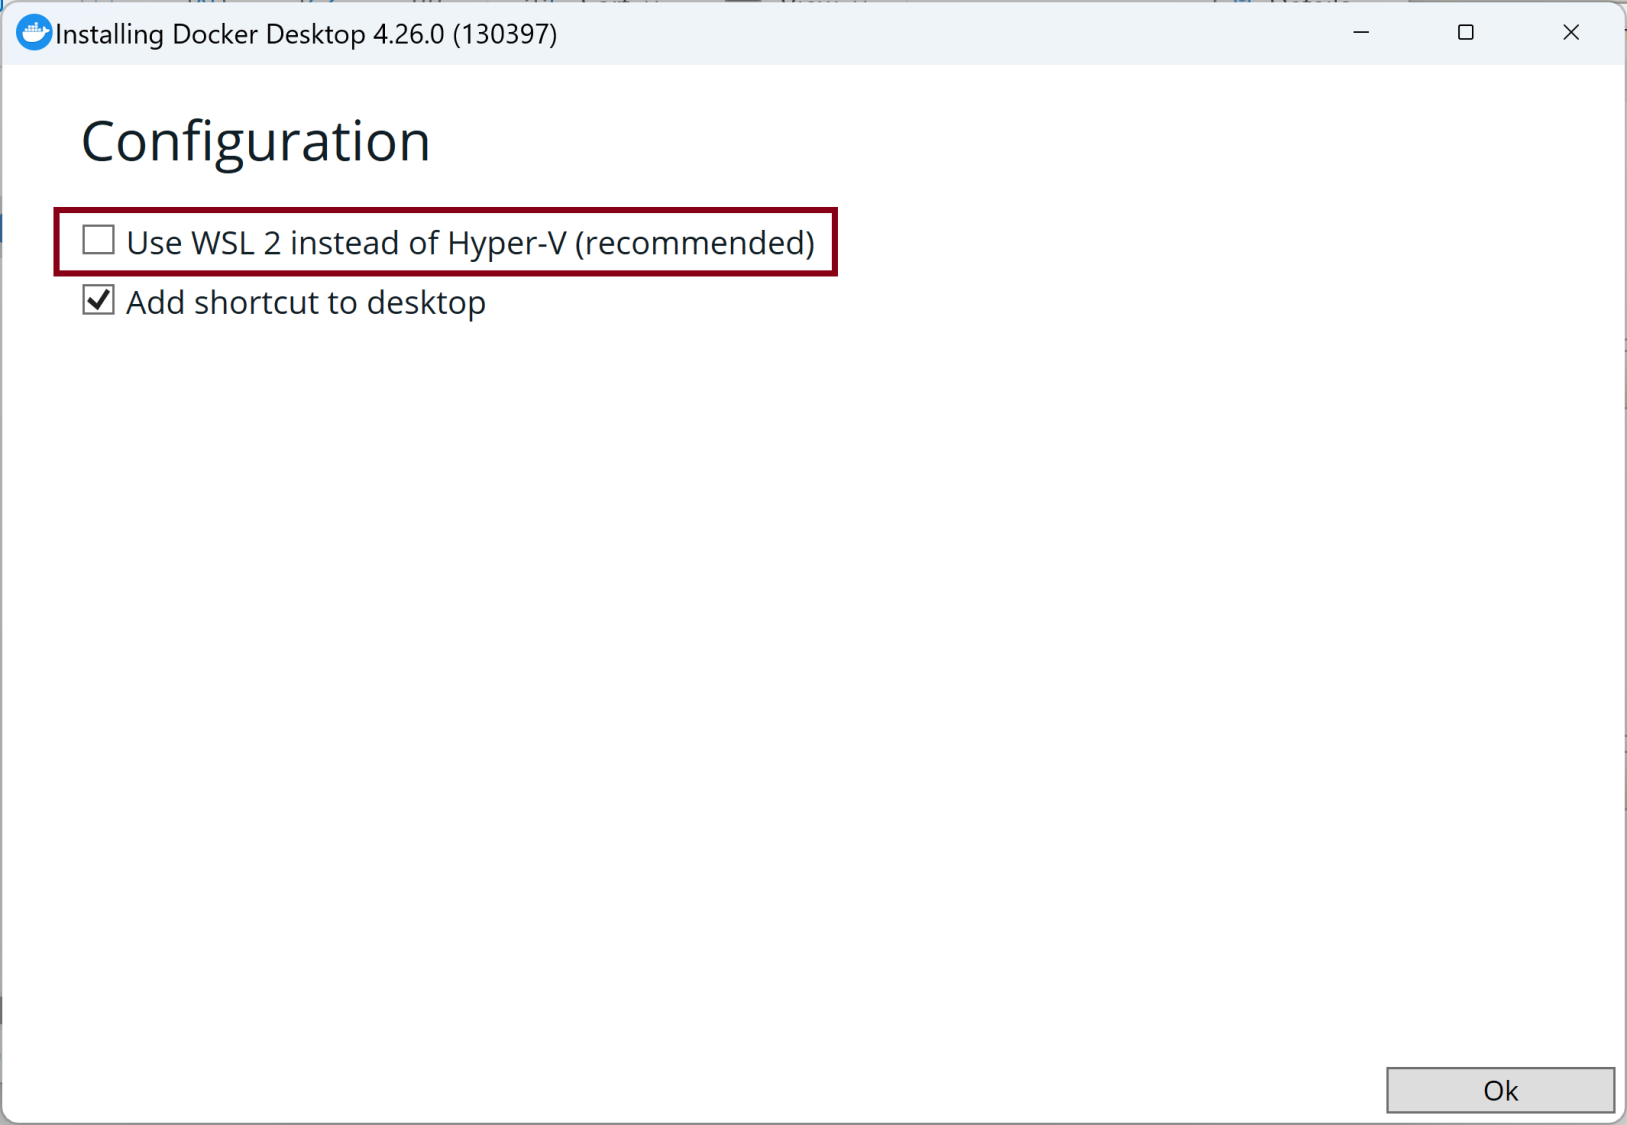 Installing Docker Desktop 4.26.0 (130397)
Configuration
Use WSL 2 instead of Hyper-V (recommended)
Add shortcut to desktop
Ok